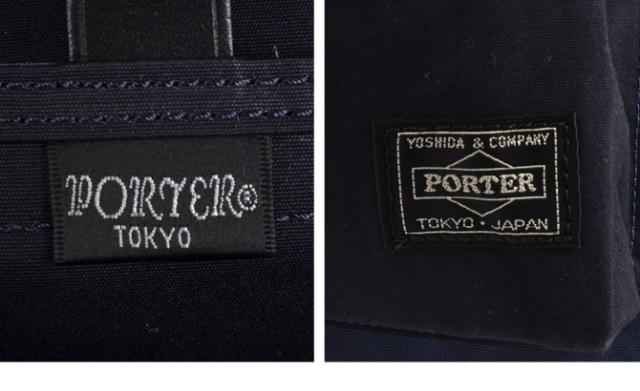 PORTER®
TOKYO
YOSHIDA & COMPANY
PORTER
TOKYO · JAPAN